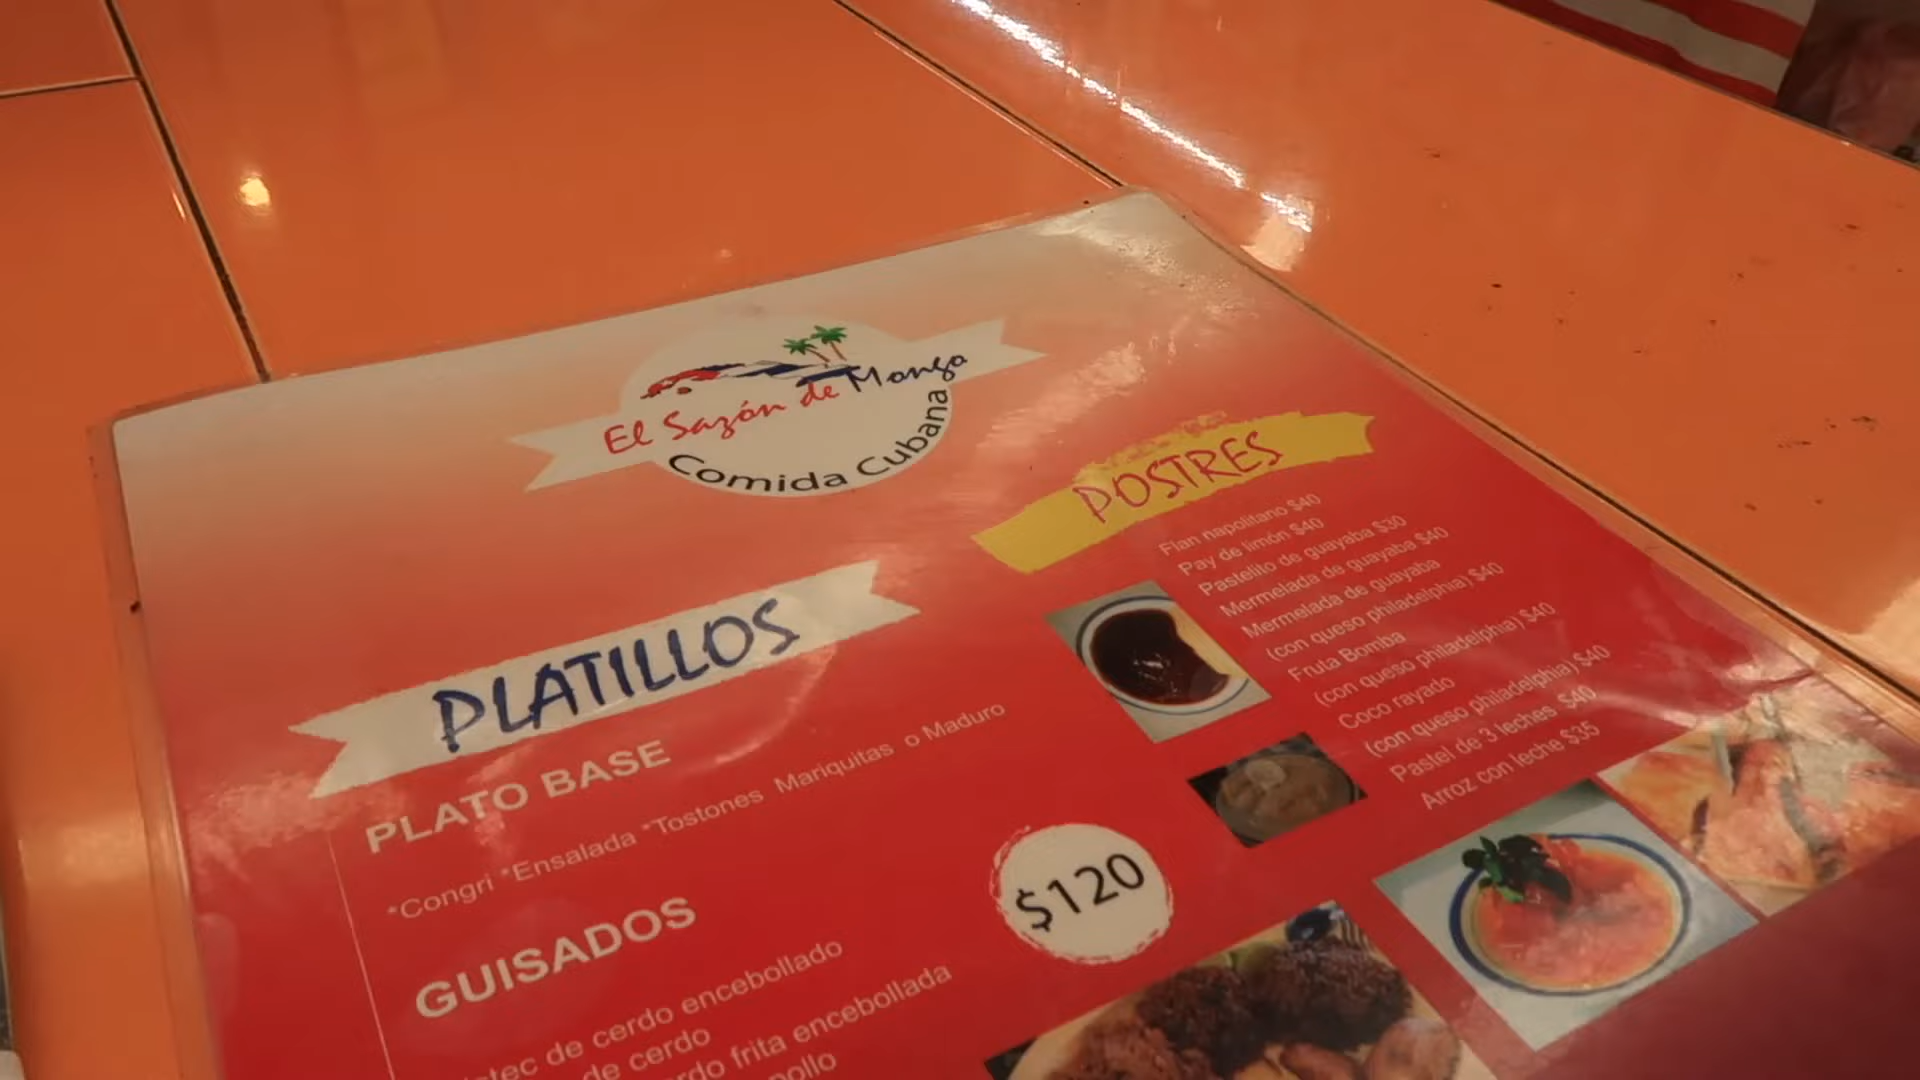 El Sazón de Monga
Comida Cubana
PLATILLOS
PLATO BASE
*Congri *Ensalada *Tostones Mariquitas o Maduro
GUISADOS
de cerdo encebollado
de cerdo
frita encebollada
pollo
$120
POSTRES
Flan napolitano $40
Pay de limón $40
Pastelito de guayaba $30
Mermelada de guayaba $40
Mermelada de guayaba
(con queso philadelphia) $40
Fruta Bomba
(con queso philadelphia) $40
Coco rayado
(con queso philadelphia) $40
Pastel de 3 leches $40
Arroz con leche $35